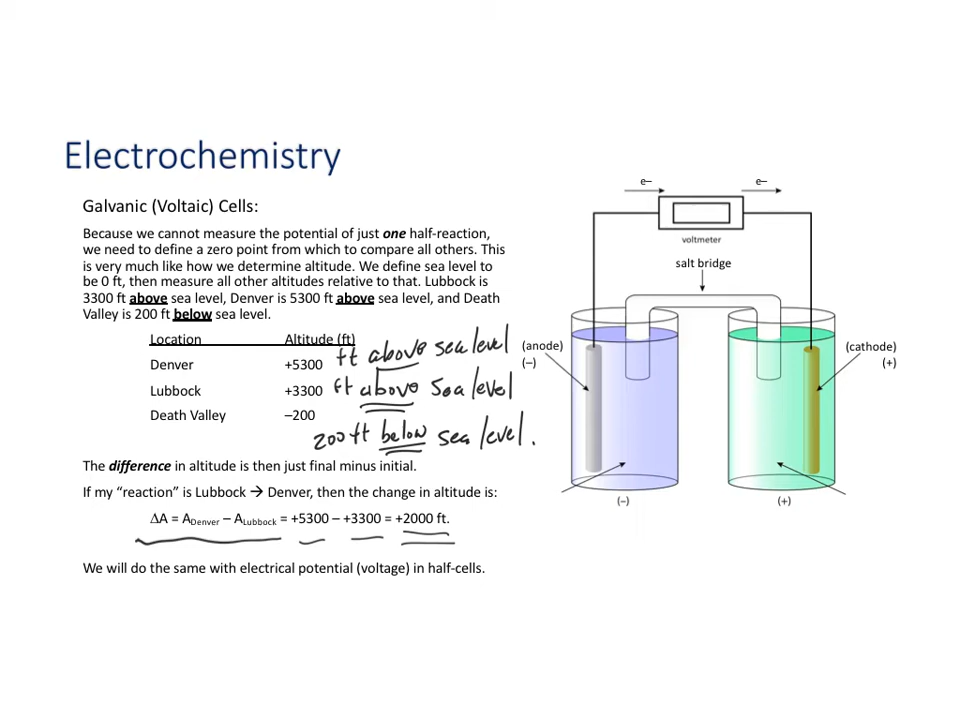 Electrochemistry
Galvanic (Voltaic) Cells:
Because we cannot measure the potential of just one half-reaction,
we need to define a zero point from which to compare all others. This
is very much like how we determine altitude. We define sea level to
be 0 ft, then measure all other altitudes relative to that. Lubbock is
3300 ft above sea level, Denver is 5300 ft above sea level, and Death
Valley is 200 ft below sea level.
Location Altitude (ft)
Denver +5300 ft above sea level
Lubbock +3300 ft above sea level
Death Valley –200
200 ft below sea level.
The difference in altitude is then just final minus initial.
If my “reaction” is Lubbock → Denver, then the change in altitude is:
ΔA = ADenver – ALubbock = +5300 – +3300 = +2000 ft.
We will do the same with electrical potential (voltage) in half-cells.
e– e–
voltmeter
salt bridge
(anode)
(–)
(cathode)
(+)
(–) (+)